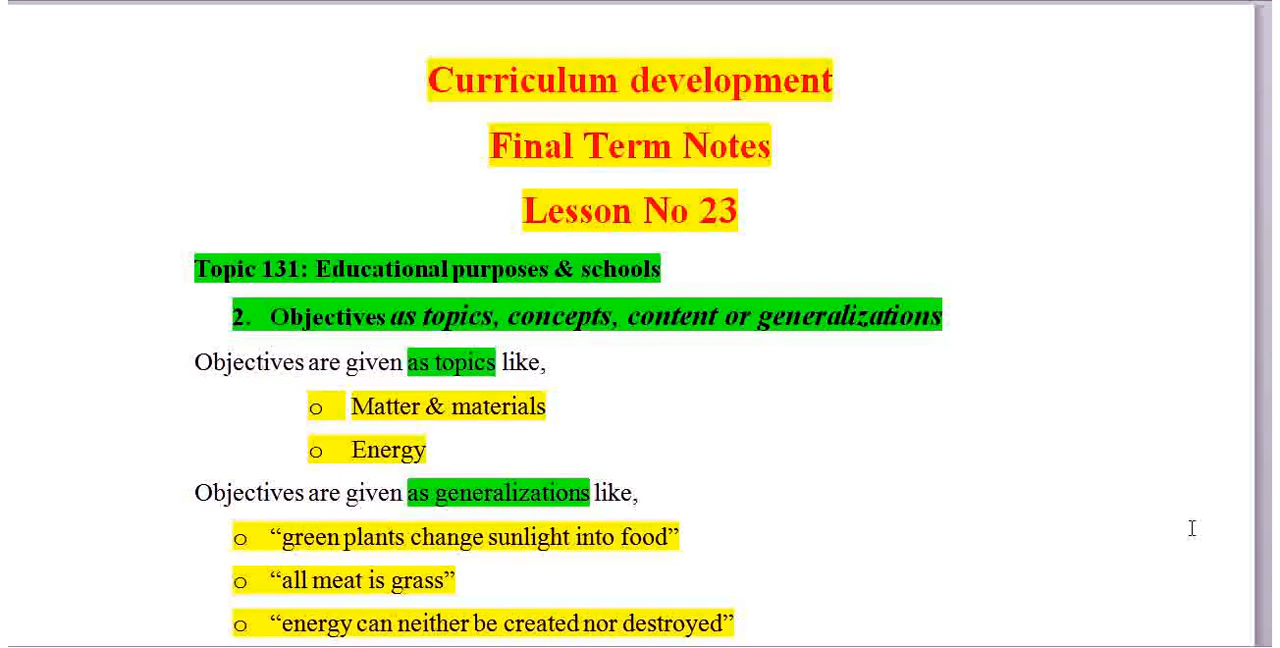 Curriculum development
Final Term Notes
Lesson No 23
Topic 131: Educational purposes & schools
2. Objectives as topics, concepts, content or generalizations
Objectives are given as topics like,
o Matter & materials
o Energy
Objectives are given as generalizations like,
o “green plants change sunlight into food”
o “all meat is grass”
o “energy can neither be created nor destroyed”